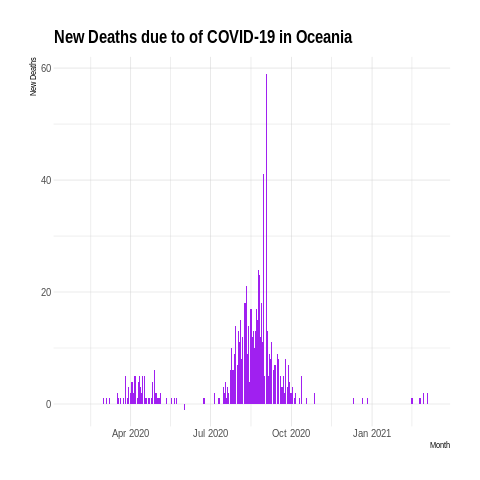 New Deaths due to of COVID-19 in Oceania
New Deaths
60
40
20
0
Apr 2020 Jul 2020 Oct 2020 Jan 2021
Month